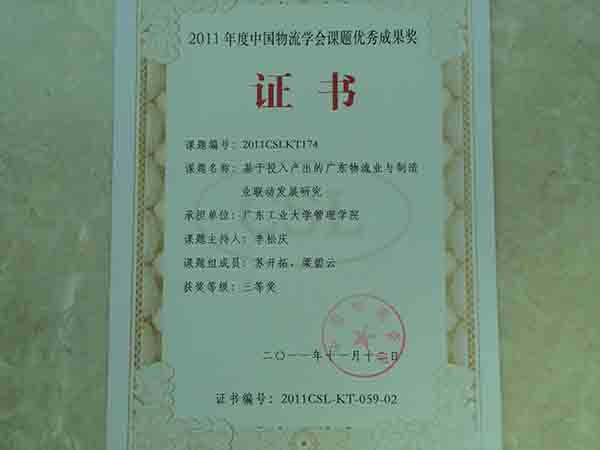 2011年度中国物流学会课题优秀成果奖
证书
课题编号：2011CSLKT174
课题名称：基于投入产出的广东物流业与制造
业联动发展研究
承担单位：广东工业大学管理学院
课题主持人：李松庆
课题组成员：苏开拓，梁碧云
获奖等级：三等奖
二〇一一年十一月十二日
证书编号：2011CSL-KT-059-02